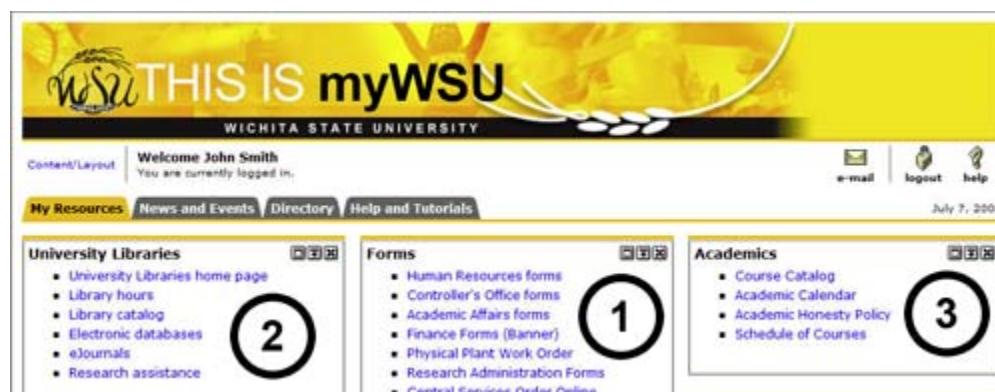 WSU THIS IS myWSU
WICHITA STATE UNIVERSITY
Content/Layout
Welcome John Smith
You are currently logged in.
e-mail
logout
help
My Resources
News and Events
Directory
Help and Tutorials
July 7, 200
University Libraries
University Libraries home page
Library hours
Library catalog
Electronic databases
eJournals
Research assistance
2
Forms
Human Resources forms
Controller's Office forms
Academic Affairs forms
Finance Forms (Banner)
Physical Plant Work Order
Research Administration Forms
Central Services Order Online
1
Academics
Course Catalog
Academic Calendar
Academic Honesty Policy
Schedule of Courses
3